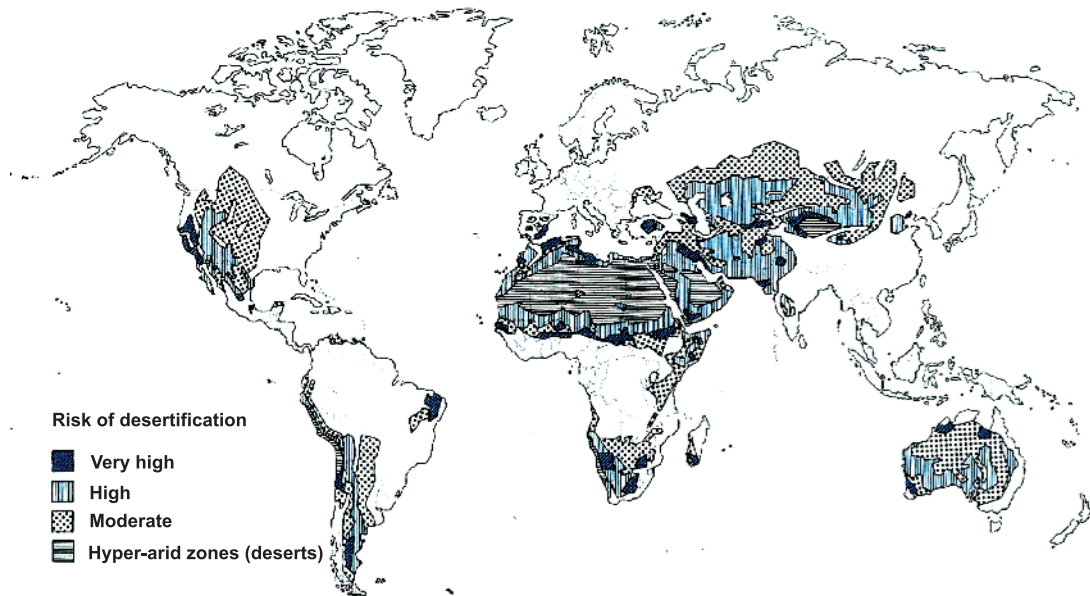 Risk of desertification
Very high
High
Moderate
Hyper-arid zones (deserts)